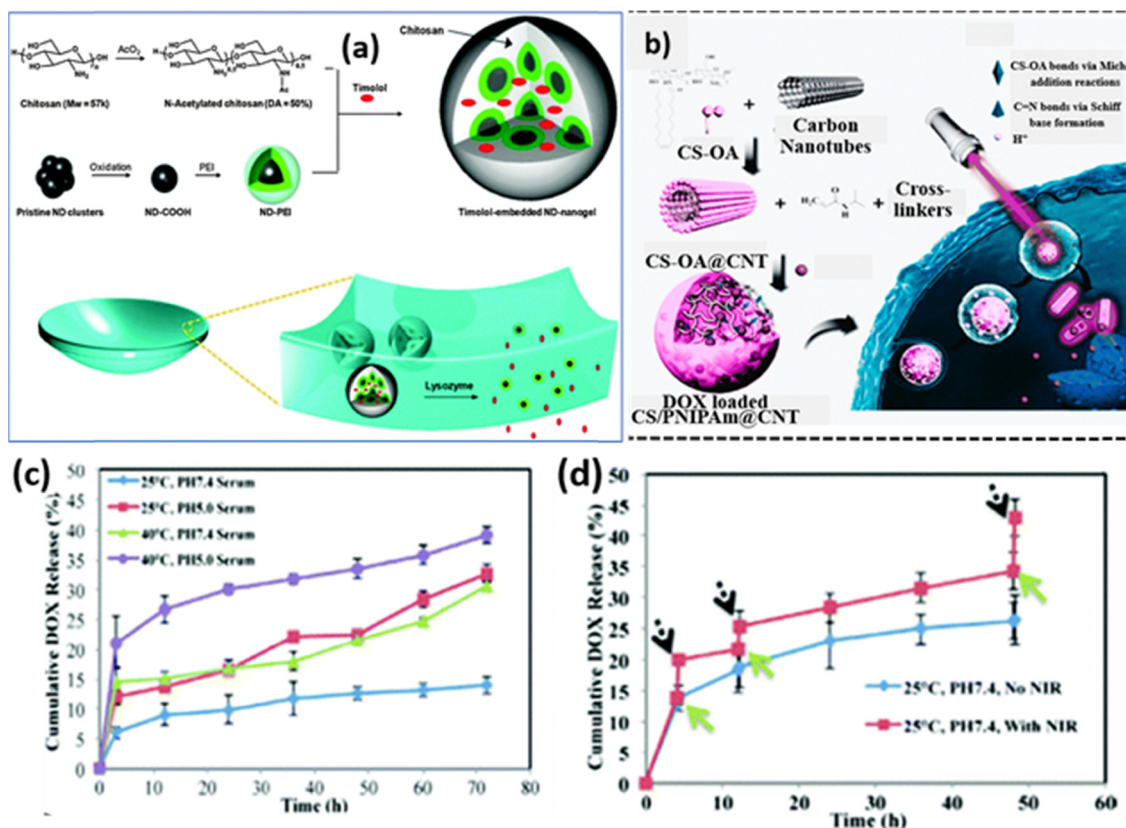 (a)
Chitosan
AcO₂
Timolol
Chitosan (Mw = 57k)
N-Acetylated chitosan (DA = 50%)
Oxidation
PEI
Pristine ND clusters
ND-COOH
ND-PEI
Timolol-embedded ND-nanogel
Lysozyme
b)
CS-OA bonds via Mich
addition reactions
C=N bonds via Schiff
base formation
H⁺
+
CS-OA
Carbon
Nanotubes
+
+
Cross-
linkers
CS-OA@CNT
DOX loaded
CS/PNIPAm@CNT
(c)
Cumulative DOX Release (%)
50
45
40
35
30
25
20
15
10
5
0
25°C, PH7.4 Serum
25°C, PH5.0 Serum
40°C, PH7.4 Serum
40°C, PH5.0 Serum
0 10 20 30 40 50 60 70 80
Time (h)
(d)
Cumulative DOX Release (%)
50
45
40
35
30
25
20
15
10
5
0
25°C, PH7.4, No NIR
25°C, PH7.4, With NIR
0 10 20 30 40 50 60
Time (h)